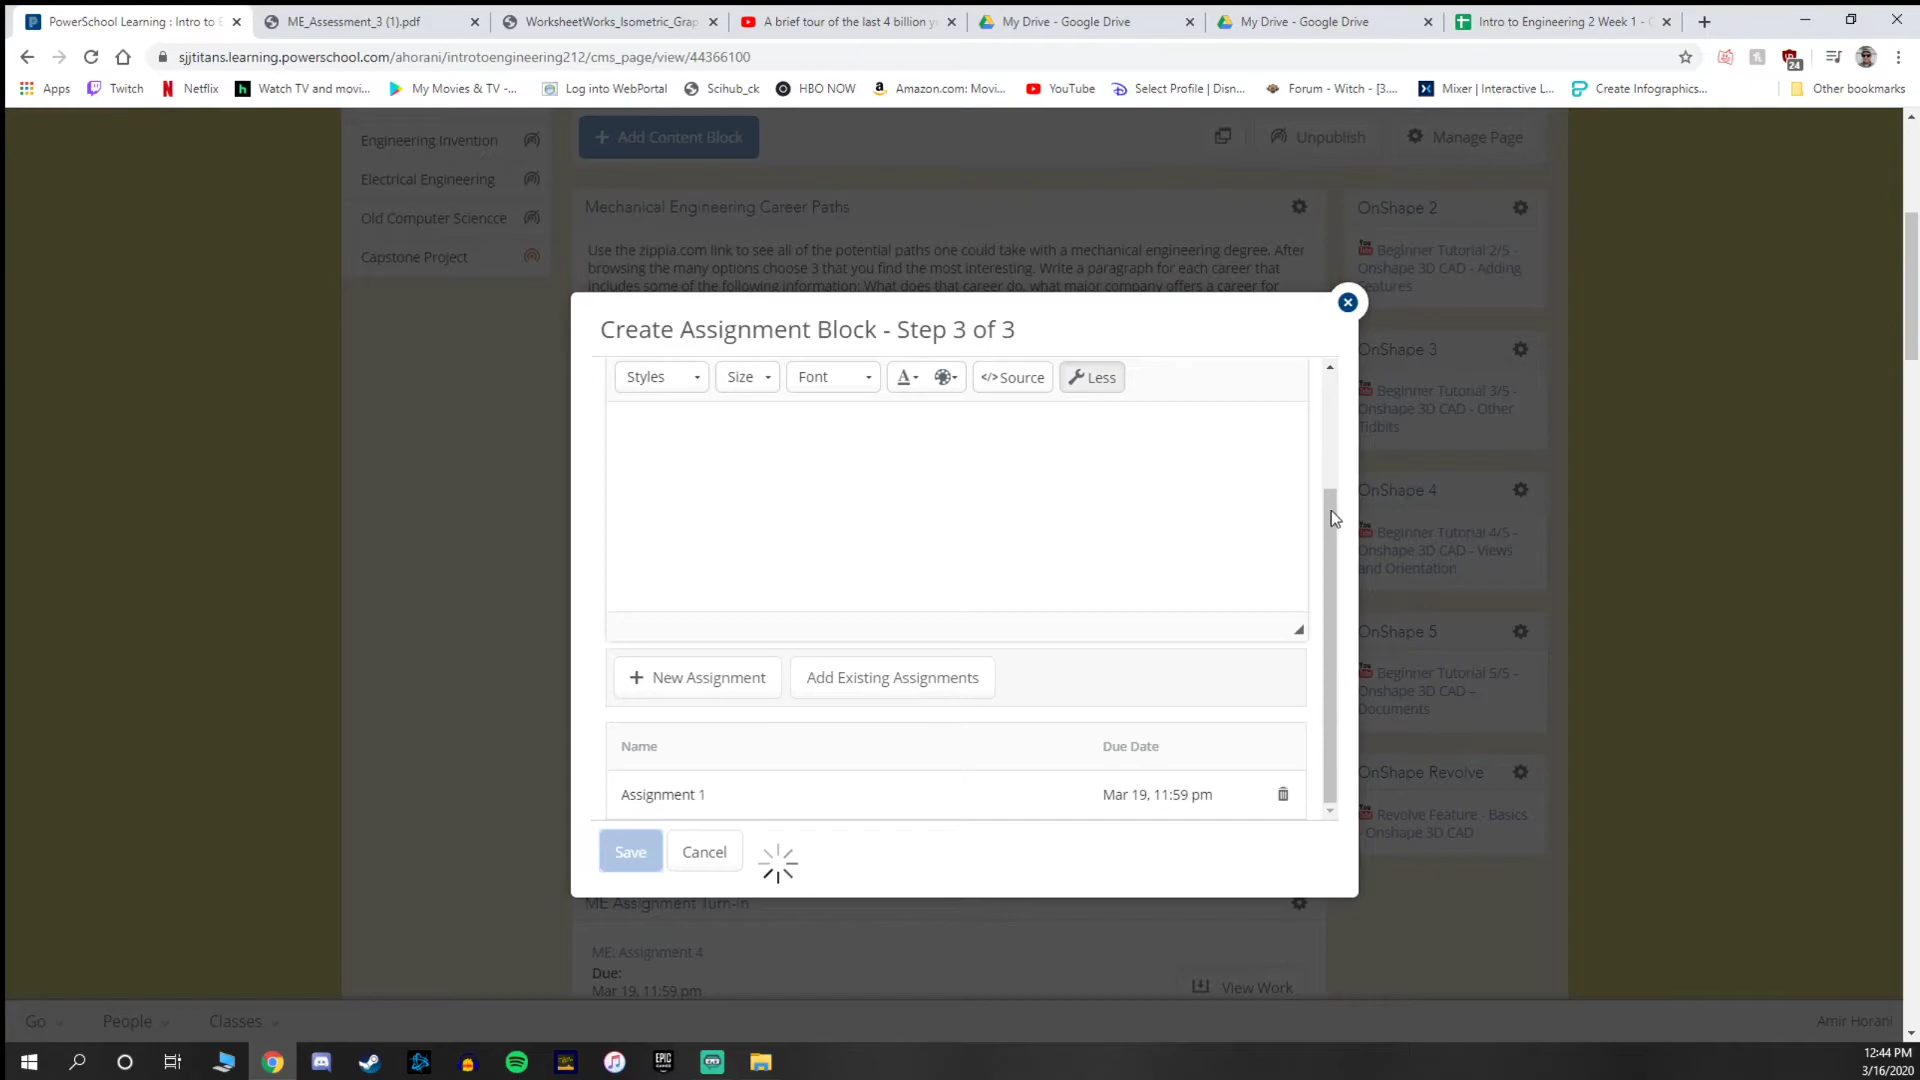 PowerSchool Learning : Intro to E
ME_Assessment_3 (1).pdf
WorksheetWorks_Isometric_Grap
A brief tour of the last 4 billion y
My Drive - Google Drive
My Drive - Google Drive
Intro to Engineering 2 Week 1 - G
sjjtitans.learning.powerschool.com/ahorani/introtoengineering212/cms_page/view/44366100
24
Apps
Twitch
Netflix
Watch TV and movi...
My Movies & TV -...
Log into WebPortal
Scihub_ck
HBO NOW
Amazon.com: Movi...
YouTube
Select Profile | Disn...
Forum - Witch - [3....
Mixer | Interactive L...
Create Infographics...
Other bookmarks
Engineering Invention
Electrical Engineering
Old Computer Sciencce
Capstone Project
+ Add Content Block
Unpublish
Manage Page
Mechanical Engineering Career Paths
Use the zippia.com link to see all of the potential paths one could take with a mechanical engineering degree. After
browsing the many options choose 3 that you find the most interesting. Write a paragraph for each career that
includes some of the following information: What does that career do, what major company offers a career for
OnShape 2
Beginner Tutorial 2/5 -
Onshape 3D CAD - Adding
Features
OnShape 3
Beginner Tutorial 3/5 -
Onshape 3D CAD - Other
Tidbits
OnShape 4
Beginner Tutorial 4/5 -
Onshape 3D CAD - Views
and Orientation
OnShape 5
Beginner Tutorial 5/5 -
Onshape 3D CAD –
Documents
OnShape Revolve
Revolve Feature - Basics
- Onshape 3D CAD
Create Assignment Block - Step 3 of 3
Styles
Size
Font
A
</> Source
Less
+ New Assignment
Add Existing Assignments
Name
Due Date
Assignment 1
Mar 19, 11:59 pm
Save
Cancel
ME Assignment Turn-in
ME: Assignment 4
Due:
Mar 19, 11:59 pm
View Work
Go
People
Classes
Amir Horani
EPIC
GAMES
12:44 PM
3/16/2020